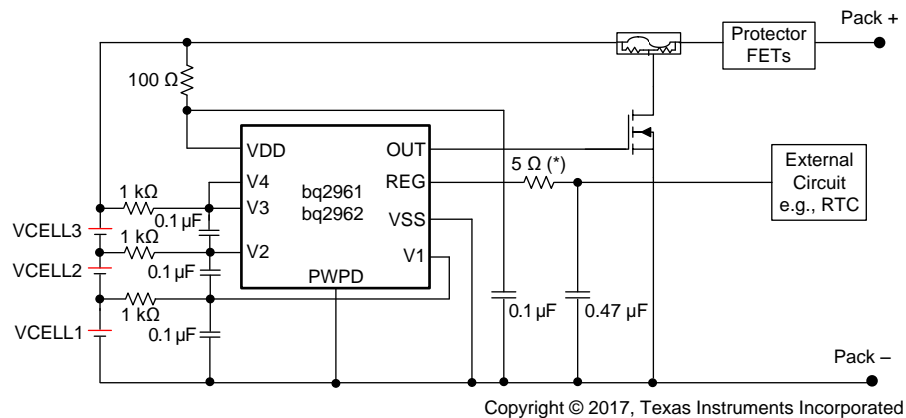 Pack +
Protector
FETs
100 Ω
VDD
OUT
5 Ω (*)
External
Circuit
e.g., RTC
1 kΩ
V4
REG
bq2961
bq2962
V3
0.1 µF
VSS
VCELL3
1 kΩ
V2
V1
VCELL2
0.1 µF
PWPD
1 kΩ
0.1 µF
0.47 µF
VCELL1
0.1 µF
Pack –
Copyright © 2017, Texas Instruments Incorporated